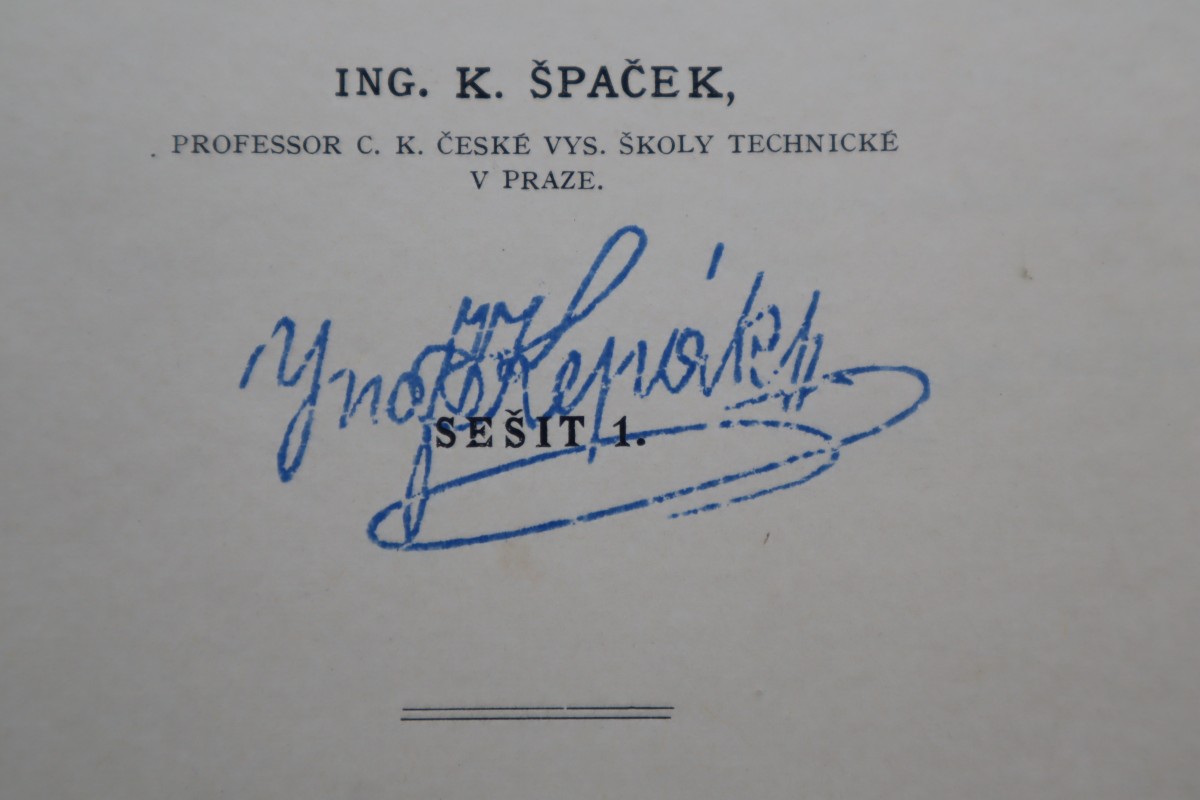 ING. K. ŠPAČEK,
PROFESSOR C. K. ČESKÉ VYS. ŠKOLY TECHNICKÉ
V PRAZE.
SEŠIT 1.